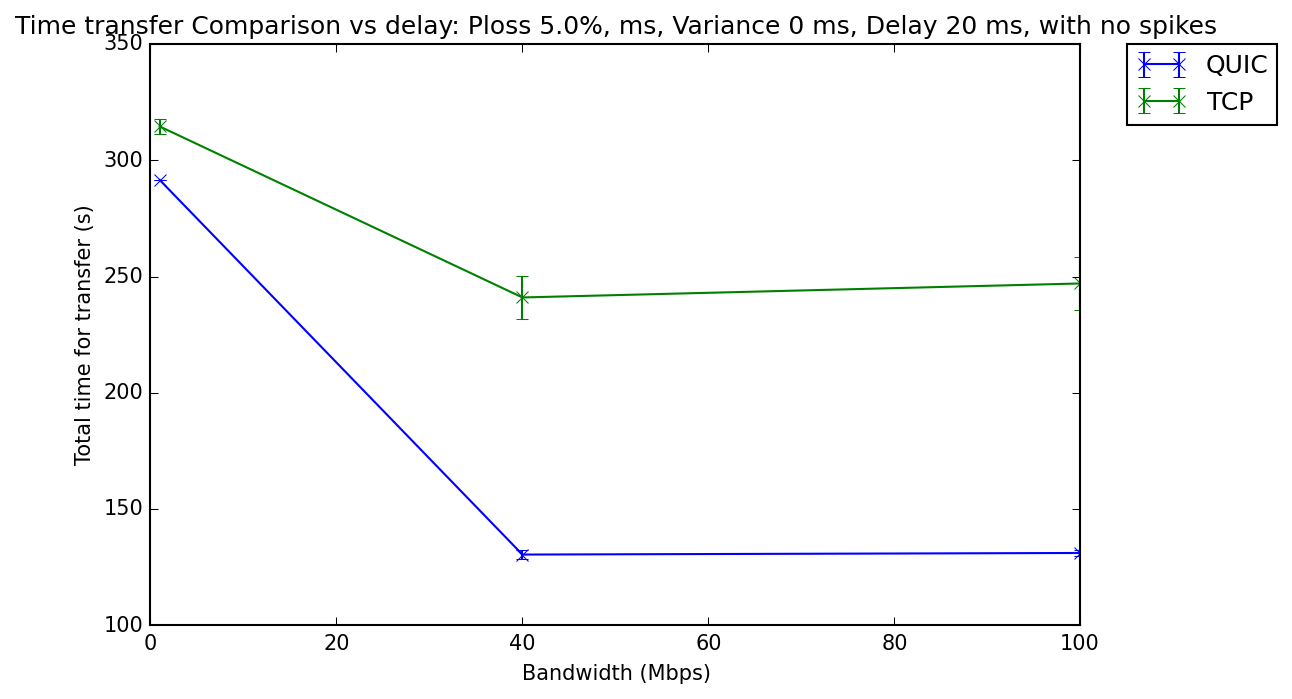 Time transfer Comparison vs delay: Ploss 5.0%, ms, Variance 0 ms, Delay 20 ms, with no spikes
QUIC
TCP
350
300
250
200
150
100
Total time for transfer (s)
0 20 40 60 80 100
Bandwidth (Mbps)